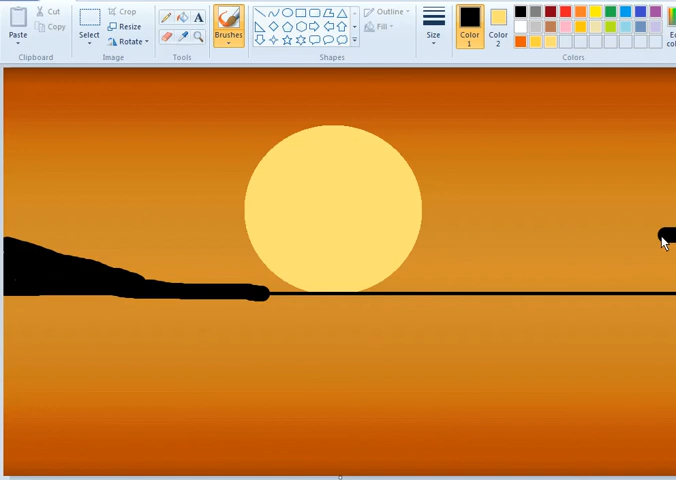 Paste
Cut
Copy
Clipboard
Select
Crop
Resize
Rotate
Image
A
Tools
Brushes
Outline
Fill
Shapes
Size
Color
1
Color
2
Colors